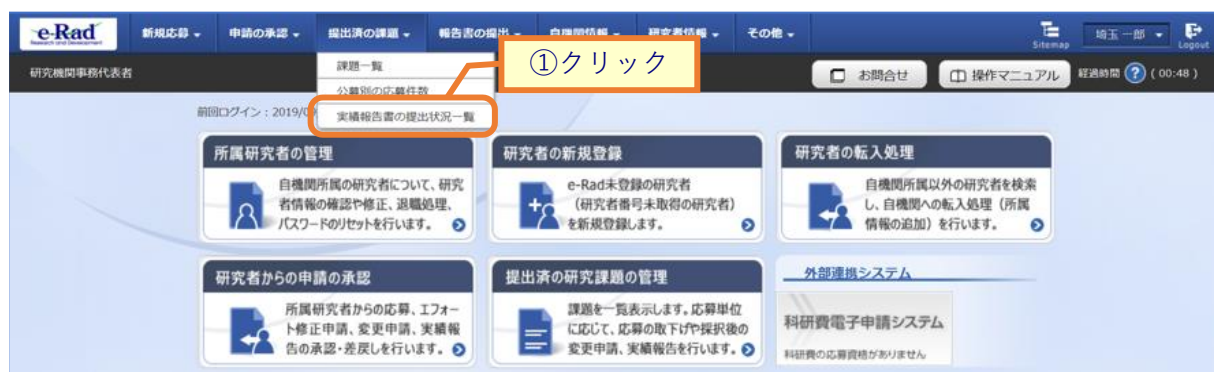 e-Rad
Research and Development
新規応募
申請の承認
提出済の課題
報告書の提出
自機関情報
研究者情報
その他
Sitemap
埼玉 一郎
Logout
研究機関事務代表者
課題一覧
公募別の応募件数
実績報告書の提出状況一覧
①クリック
お問合せ
操作マニュアル
経過時間 ? ( 00:48 )
前回ログイン：2019/0
所属研究者の管理
自機関所属の研究者について、研究
者情報の確認や修正、退職処理、
パスワードのリセットを行います。
研究者の新規登録
e-Rad未登録の研究者
（研究者番号未取得の研究者）
を新規登録します。
研究者の転入処理
自機関所属以外の研究者を検索
し、自機関への転入処理（所属
情報の追加）を行います。
研究者からの申請の承認
所属研究者からの応募、エフォー
ト修正申請、変更申請、実績報
告の承認・差戻しを行います。
提出済の研究課題の管理
課題を一覧表示します。応募単位
に応じて、応募の取下げや採択後の
変更申請、実績報告を行います。
外部連携システム
科研費電子申請システム
科研費の応募資格がありません